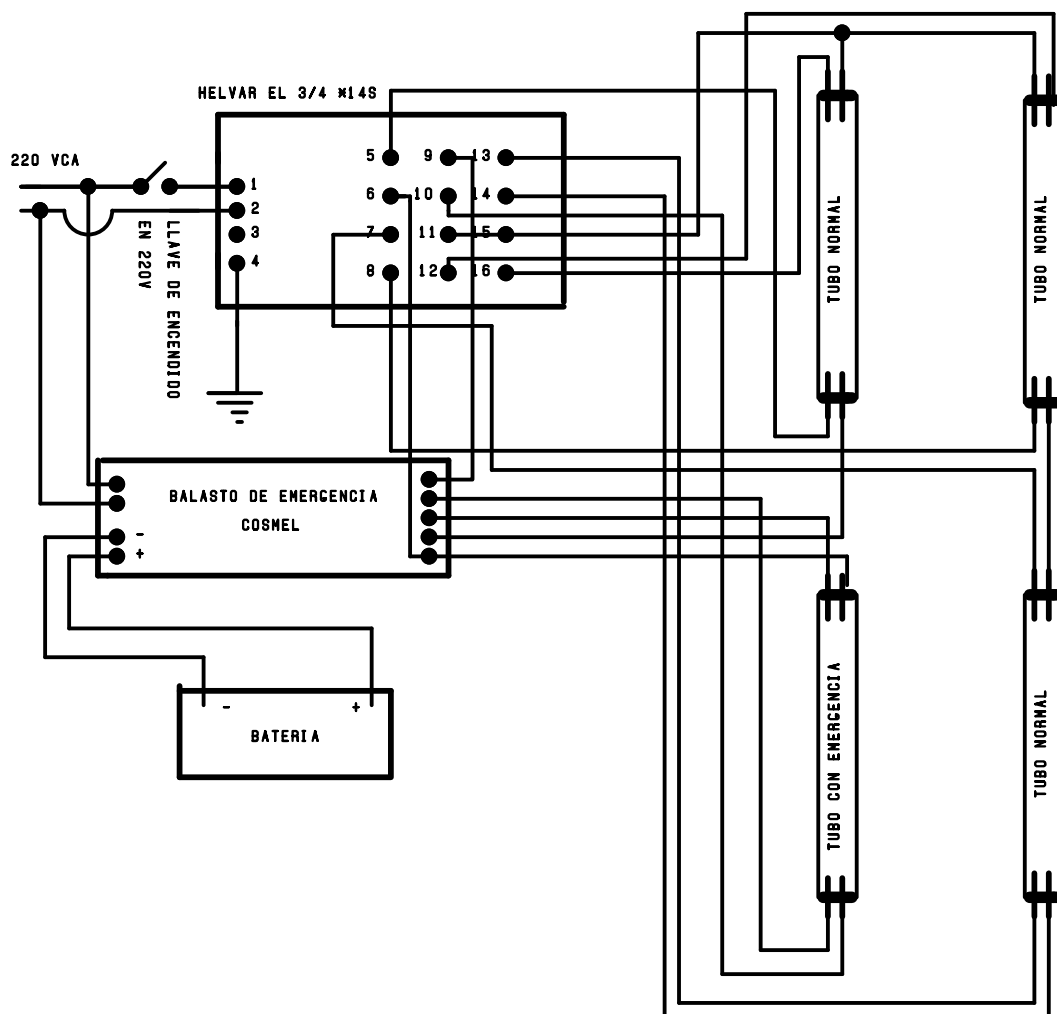 HELVAR EL 3/4 *14S
220 VCA
5 9 13
6 10 14
7 11 15
8 12 16
1
2
3
4
LLAVE DE ENCENDIDO
EN 220V
TUBO NORMAL
TUBO NORMAL
BALASTO DE EMERGENCIA
COSMEL
-
+
- +
BATERIA
TUBO CON EMERGENCIA
TUBO NORMAL